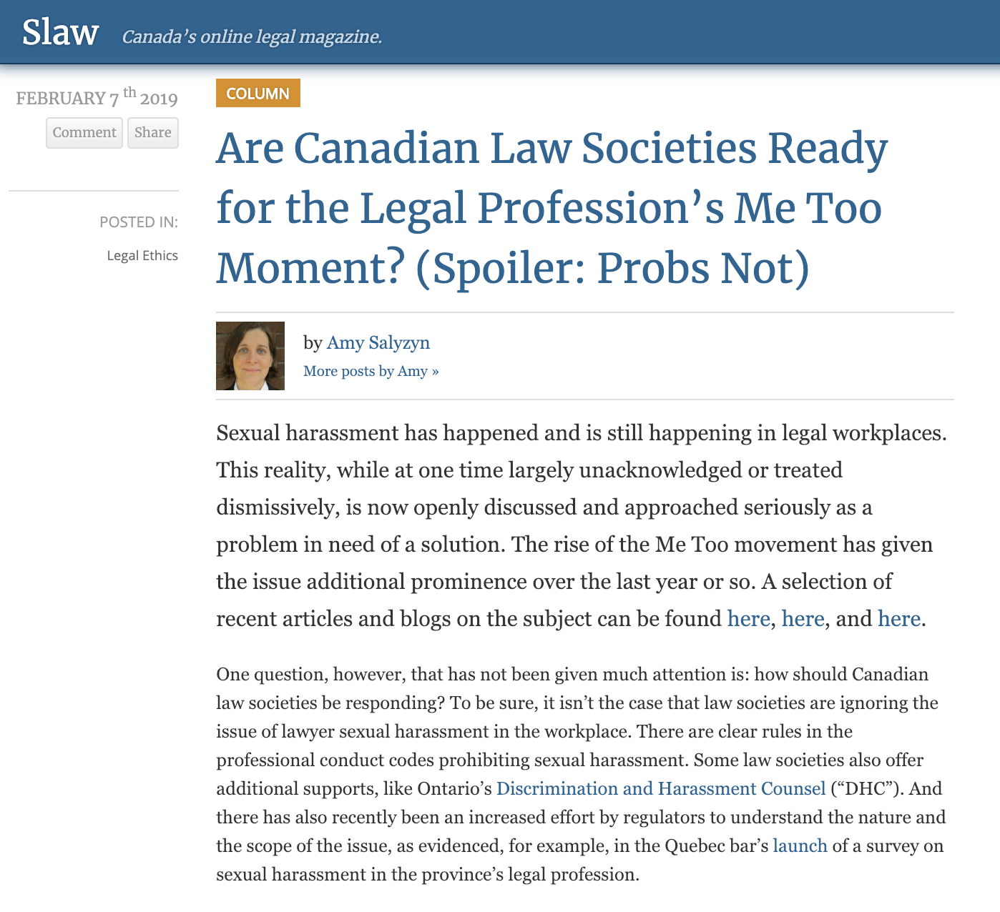 Slaw Canada's online legal magazine.
FEBRUARY 7 th 2019
Comment Share
POSTED IN:
Legal Ethics
COLUMN
Are Canadian Law Societies Ready
for the Legal Profession’s Me Too
Moment? (Spoiler: Probs Not)
by Amy Salyzyn
More posts by Amy »
Sexual harassment has happened and is still happening in legal workplaces.
This reality, while at one time largely unacknowledged or treated
dismissively, is now openly discussed and approached seriously as a
problem in need of a solution. The rise of the Me Too movement has given
the issue additional prominence over the last year or so. A selection of
recent articles and blogs on the subject can be found here, here, and here.
One question, however, that has not been given much attention is: how should Canadian
law societies be responding? To be sure, it isn’t the case that law societies are ignoring the
issue of lawyer sexual harassment in the workplace. There are clear rules in the
professional conduct codes prohibiting sexual harassment. Some law societies also offer
additional supports, like Ontario’s Discrimination and Harassment Counsel (“DHC”). And
there has also recently been an increased effort by regulators to understand the nature and
the scope of the issue, as evidenced, for example, in the Quebec bar’s launch of a survey on
sexual harassment in the province’s legal profession.